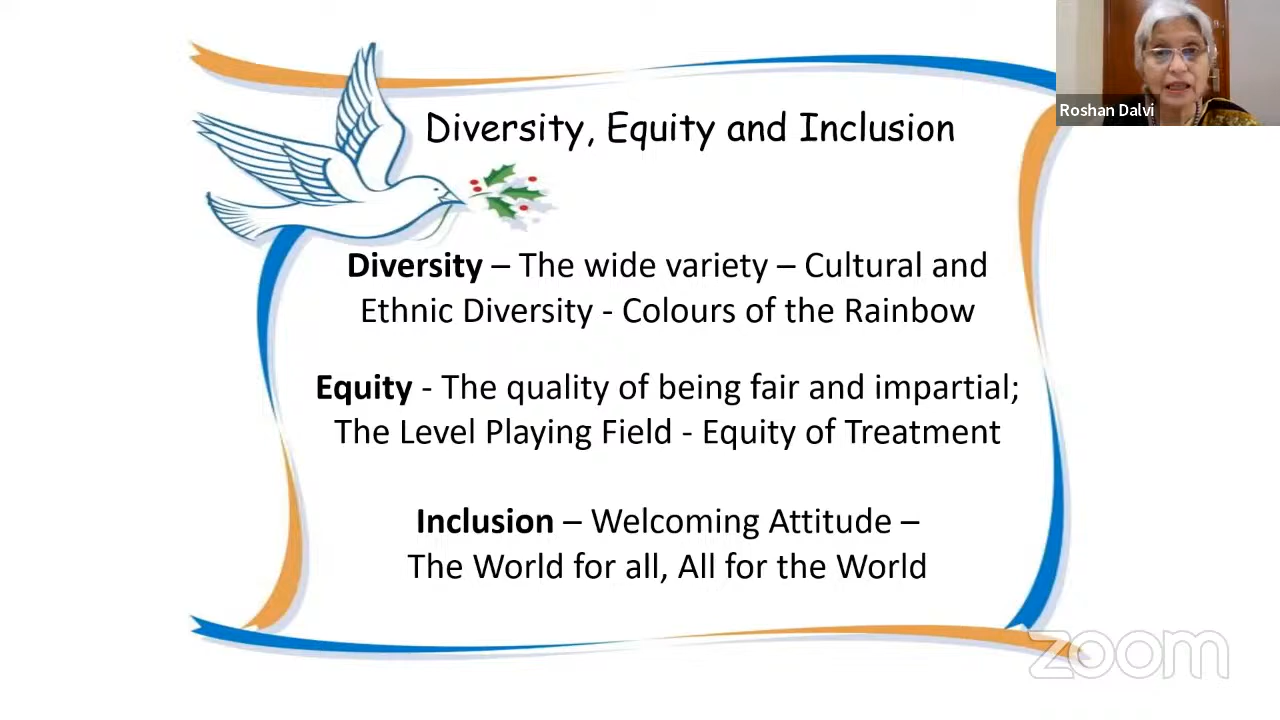 Roshan Dalvi
Diversity, Equity and Inclusion
Diversity – The wide variety – Cultural and
Ethnic Diversity - Colours of the Rainbow
Equity - The quality of being fair and impartial;
The Level Playing Field - Equity of Treatment
Inclusion – Welcoming Attitude –
The World for all, All for the World
zoom